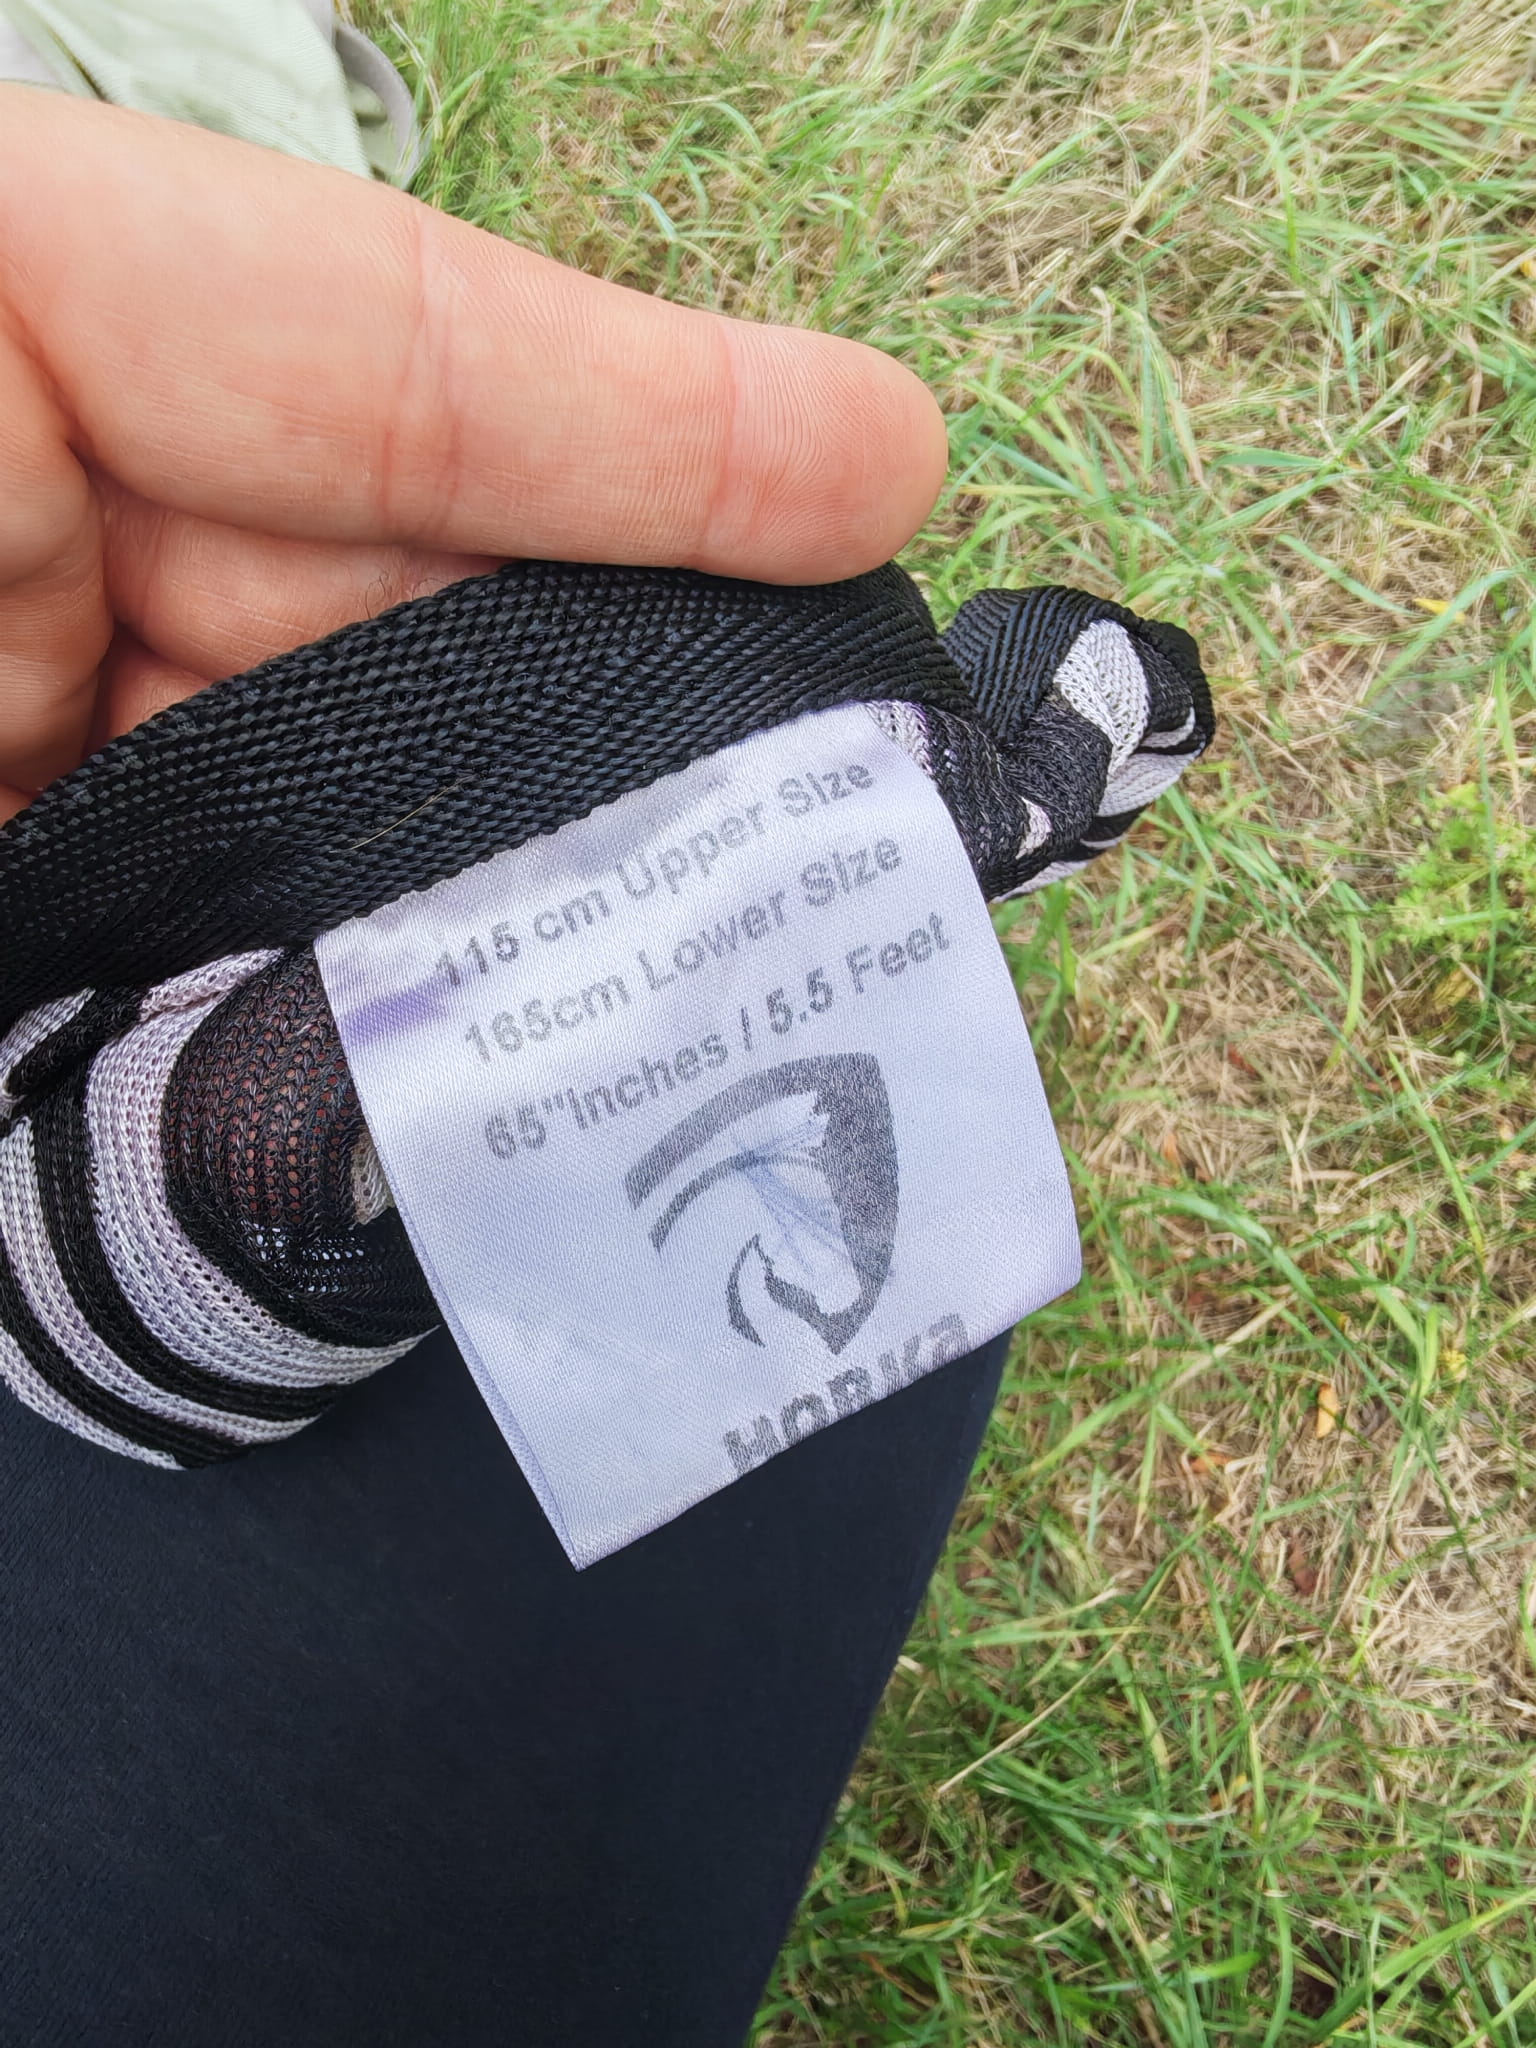 115 cm Upper Size
165cm Lower Size
65"Inches / 5.5 Feet
HORKa